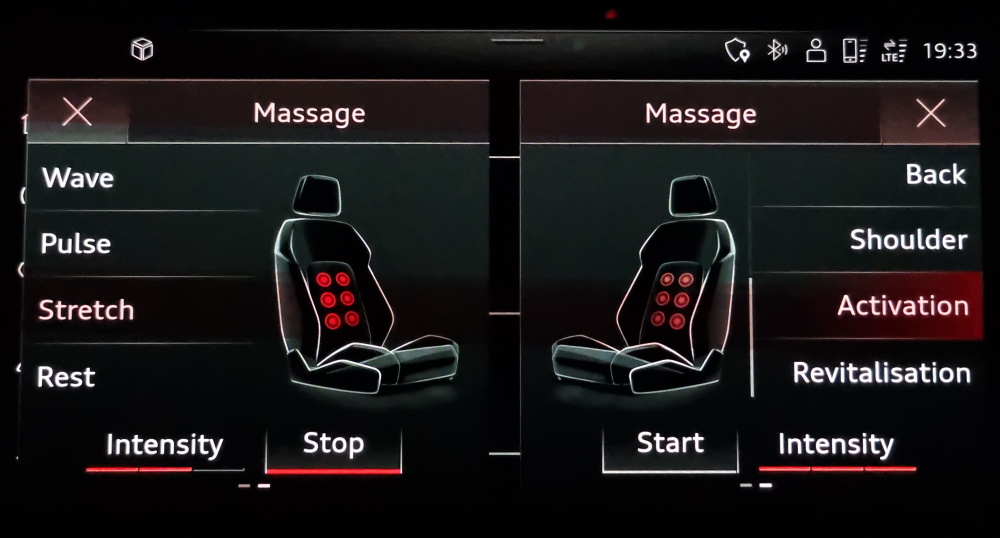 LTE 19:33
Massage
Wave
Pulse
Stretch
Rest
Intensity
Stop
Massage
Back
Shoulder
Activation
Revitalisation
Start
Intensity